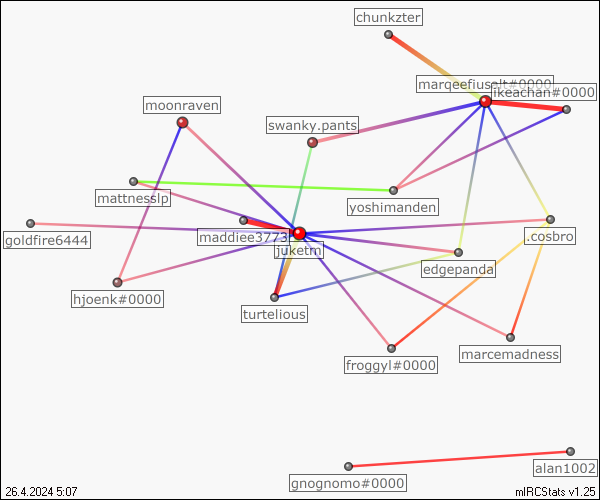 chunkzter
marqeefiusalt#0000
ikeachan#0000
moonraven
swanky.pants
mattnesslp
yoshimanden
goldfire6444
maddiee3773
juketm
.cosbro
edgepanda
hjoenk#0000
turtelious
froggyl#0000
marcemadness
alan1002
gnognomo#0000
26.4.2024 5:07
mIRCStats v1.25